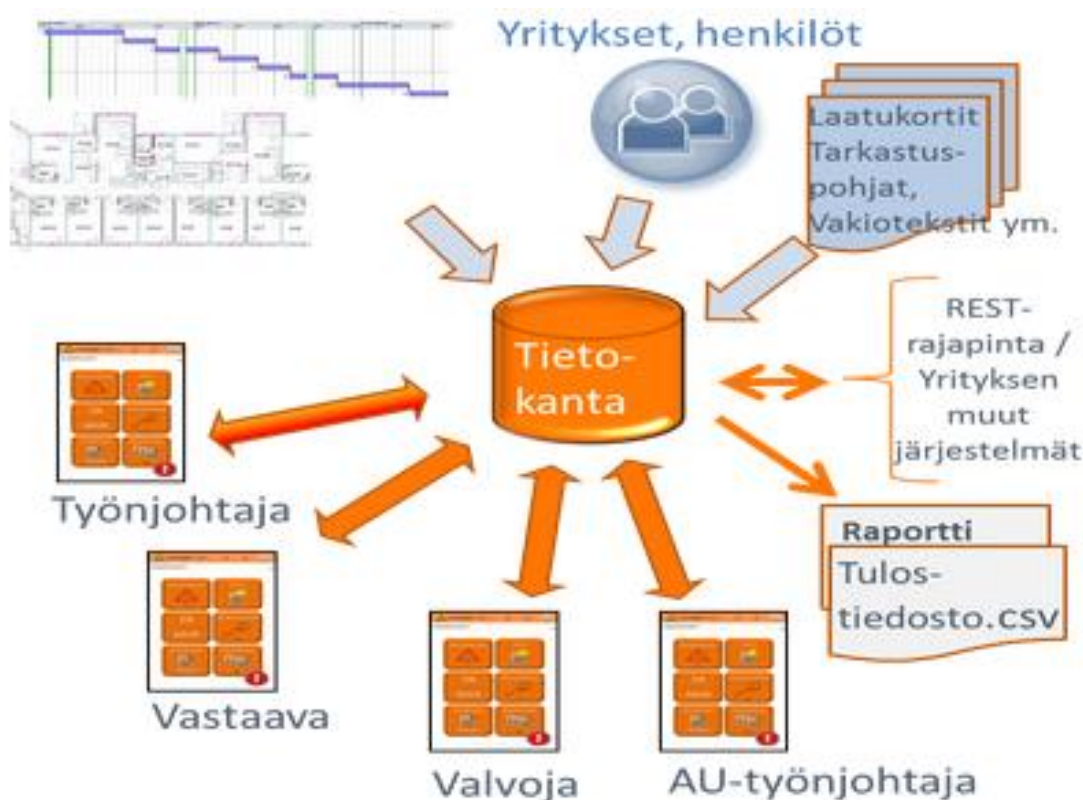 Yritykset, henkilöt
Laatukortit
Tarkastus-
pohjat,
Vakiotekstit ym.
Tieto-
kanta
REST-
rajapinta /
Yrityksen
muut
järjestelmät
Työnjohtaja
Raportti
Tulos-
tiedosto.CSV
Vastaava
Valvoja
AU-työnjohtaja